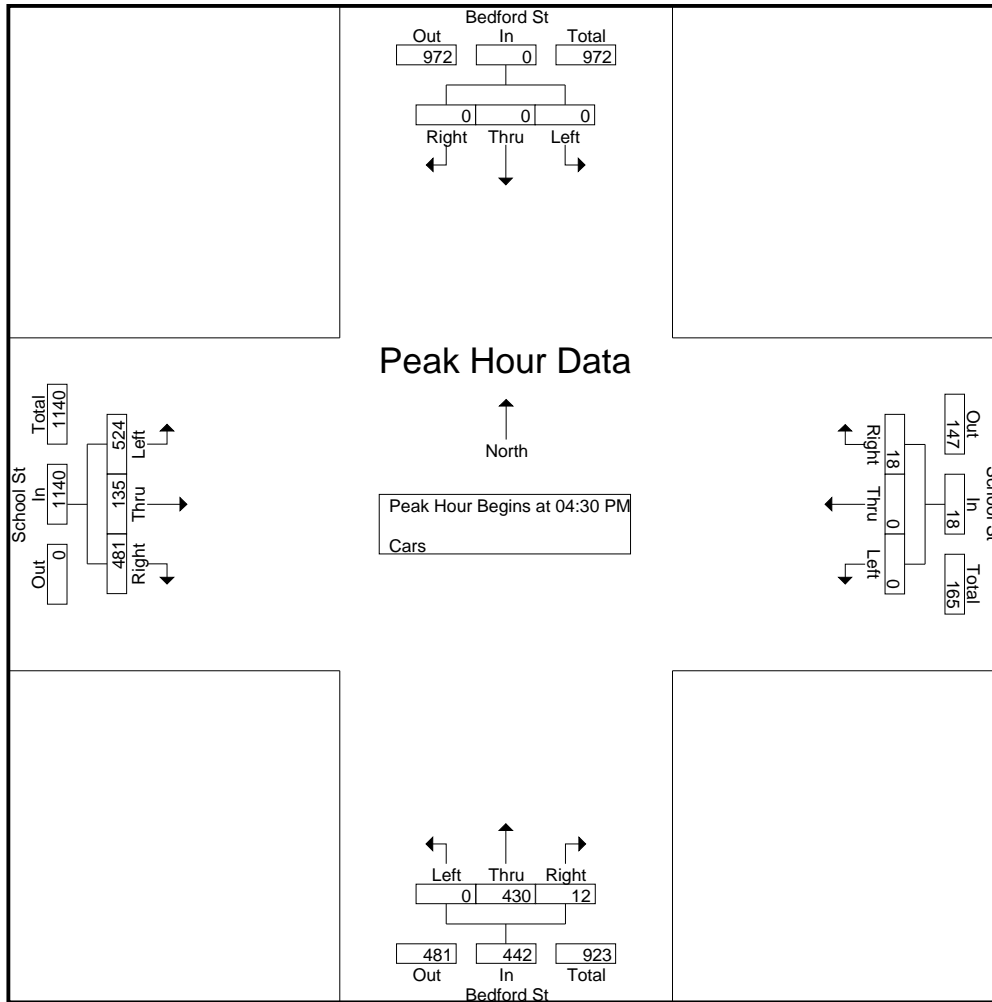 Bedford St
Out In Total
972 0 972
0 0 0
Right Thru Left
Peak Hour Data
North
Peak Hour Begins at 04:30 PM
Cars
School St
Total In Out
1140 1140 0
524 135 481
Left Thru Right
School St
Out In Total
147 18 165
18 0 0
Right Thru Left
Left Thru Right
0 430 12
481 442 923
Out In Total
Bedford St